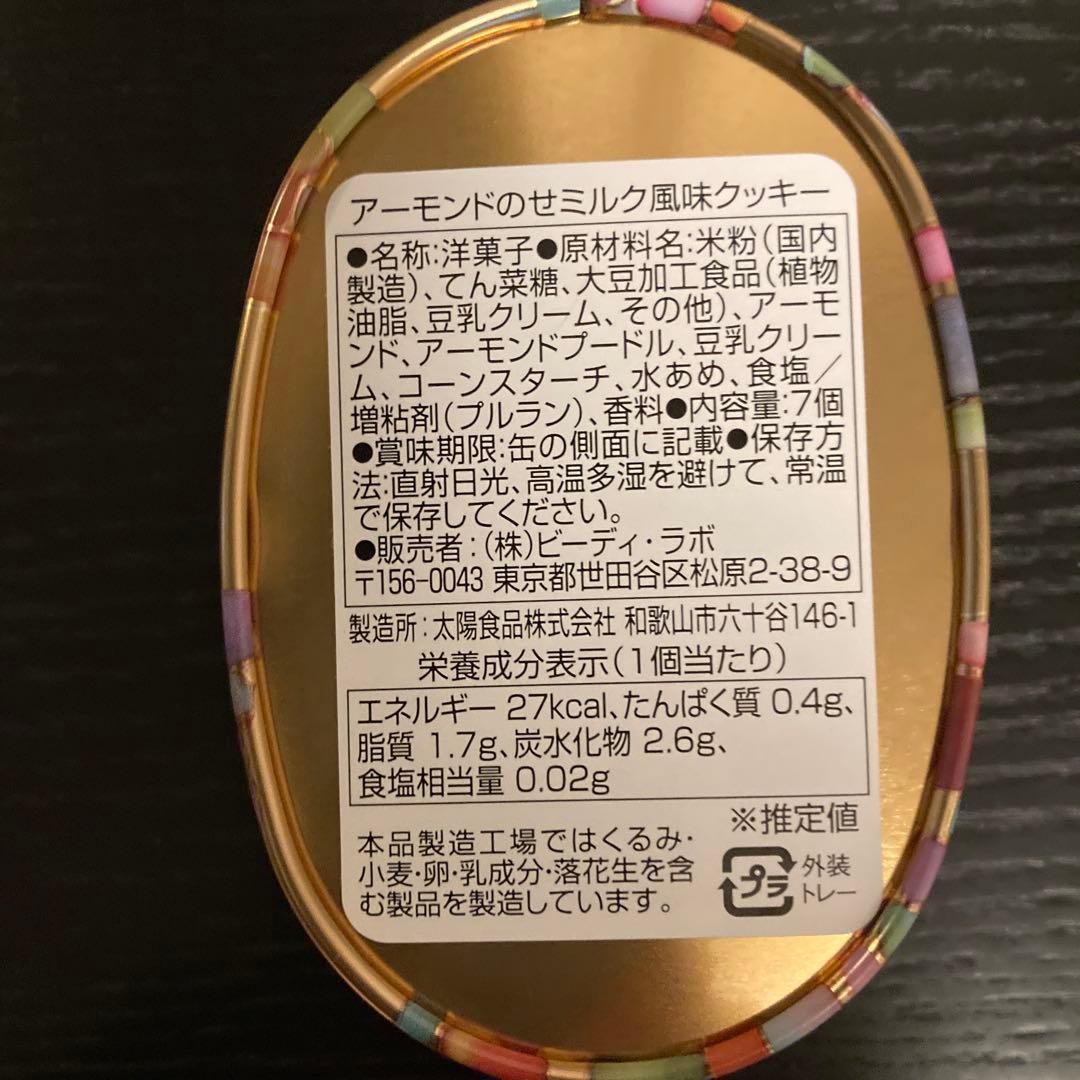 アーモンドのせミルク風味クッキー
●名称:洋菓子●原材料名:米粉(国内
製造)、てん菜糖、大豆加工食品(植物
油脂、豆乳クリーム、その他)、アーモ
ンド、アーモンドプードル、豆乳クリー
ム、コーンスターチ、水あめ、食塩／
増粘剤(プルラン)、香料●内容量:7個
●賞味期限:缶の側面に記載●保存方
法:直射日光、高温多湿を避けて、常温
で保存してください。
●販売者:(株)ビーディ・ラボ
〒156-0043 東京都世田谷区松原2-38-9
製造所:太陽食品株式会社 和歌山市六十谷146-1
栄養成分表示(1個当たり)
エネルギー 27kcal、たんぱく質 0.4g、
脂質 1.7g、炭水化物 2.6g、
食塩相当量 0.02g
※推定値
本品製造工場ではくるみ・
小麦・卵・乳成分・落花生を含
む製品を製造しています。
プラ
外装
トレー